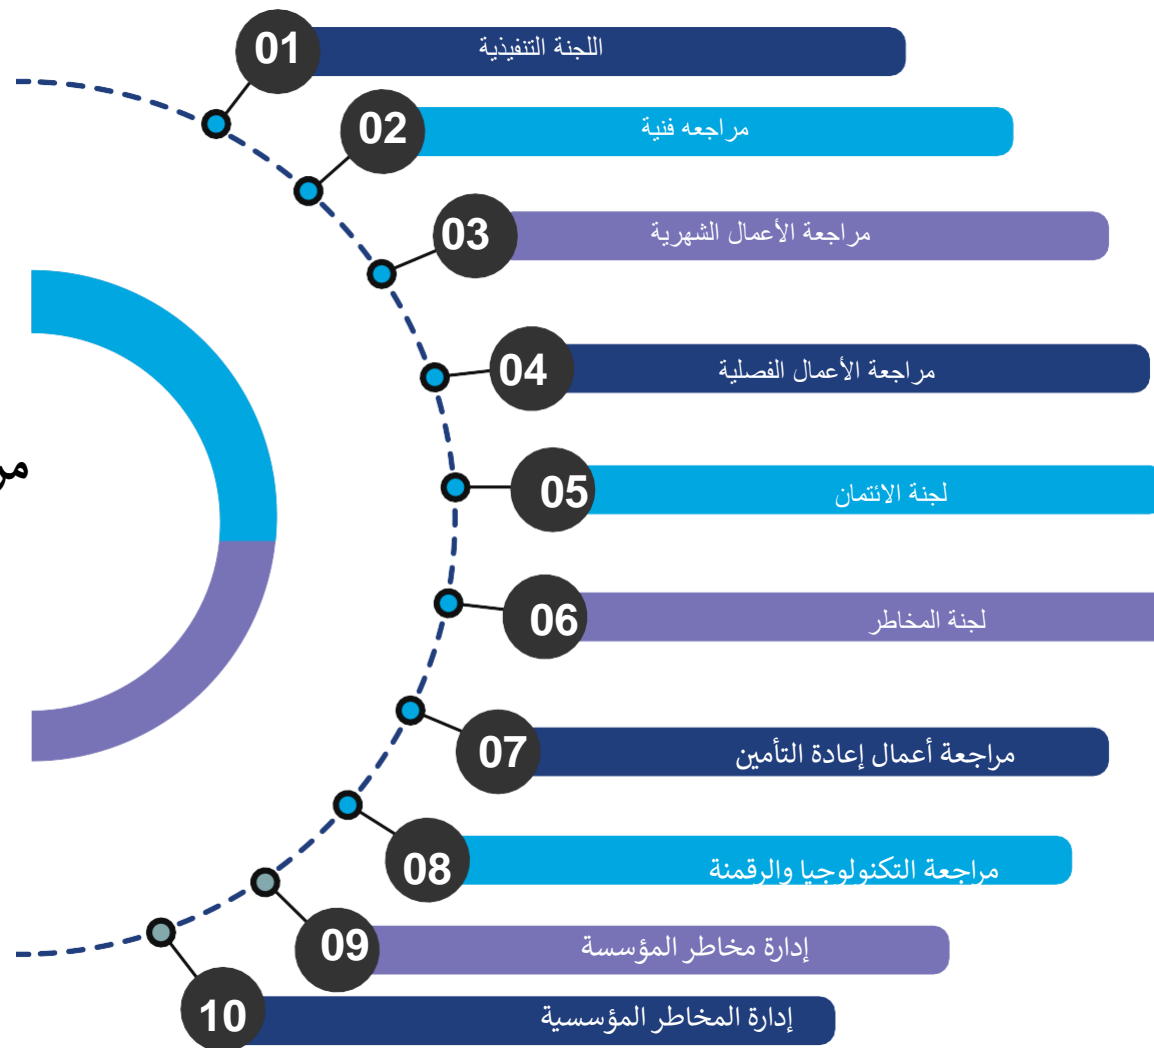 01
اللجنة التنفيذية
02
مراجعه فنية
03
مراجعة الأعمال الشهرية
04
مراجعة الأعمال الفصلية
05
لجنة الائتمان
06
لجنة المخاطر
07
مراجعة أعمال إعادة التأمين
08
مراجعة التكنولوجيا والرقمنة
09
إدارة مخاطر المؤسسة
10
إدارة المخاطر المؤسسية